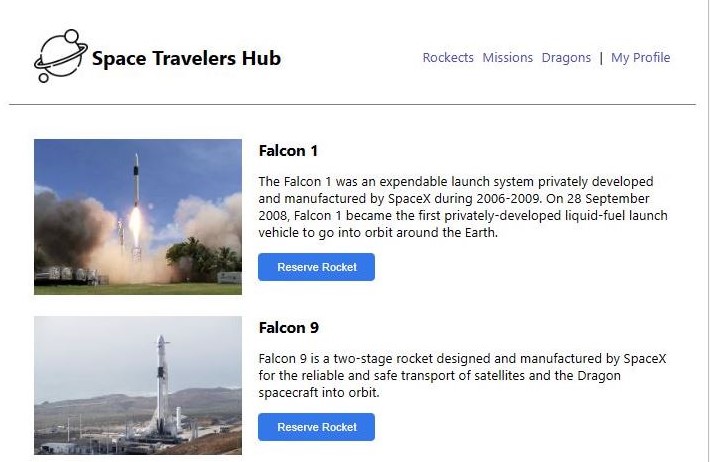 Space Travelers Hub
Rockects Missions Dragons | My Profile
Falcon 1
The Falcon 1 was an expendable launch system privately developed
and manufactured by SpaceX during 2006-2009. On 28 September
2008, Falcon 1 became the first privately-developed liquid-fuel launch
vehicle to go into orbit around the Earth.
Reserve Rocket
Falcon 9
Falcon 9 is a two-stage rocket designed and manufactured by SpaceX
for the reliable and safe transport of satellites and the Dragon
spacecraft into orbit.
Reserve Rocket